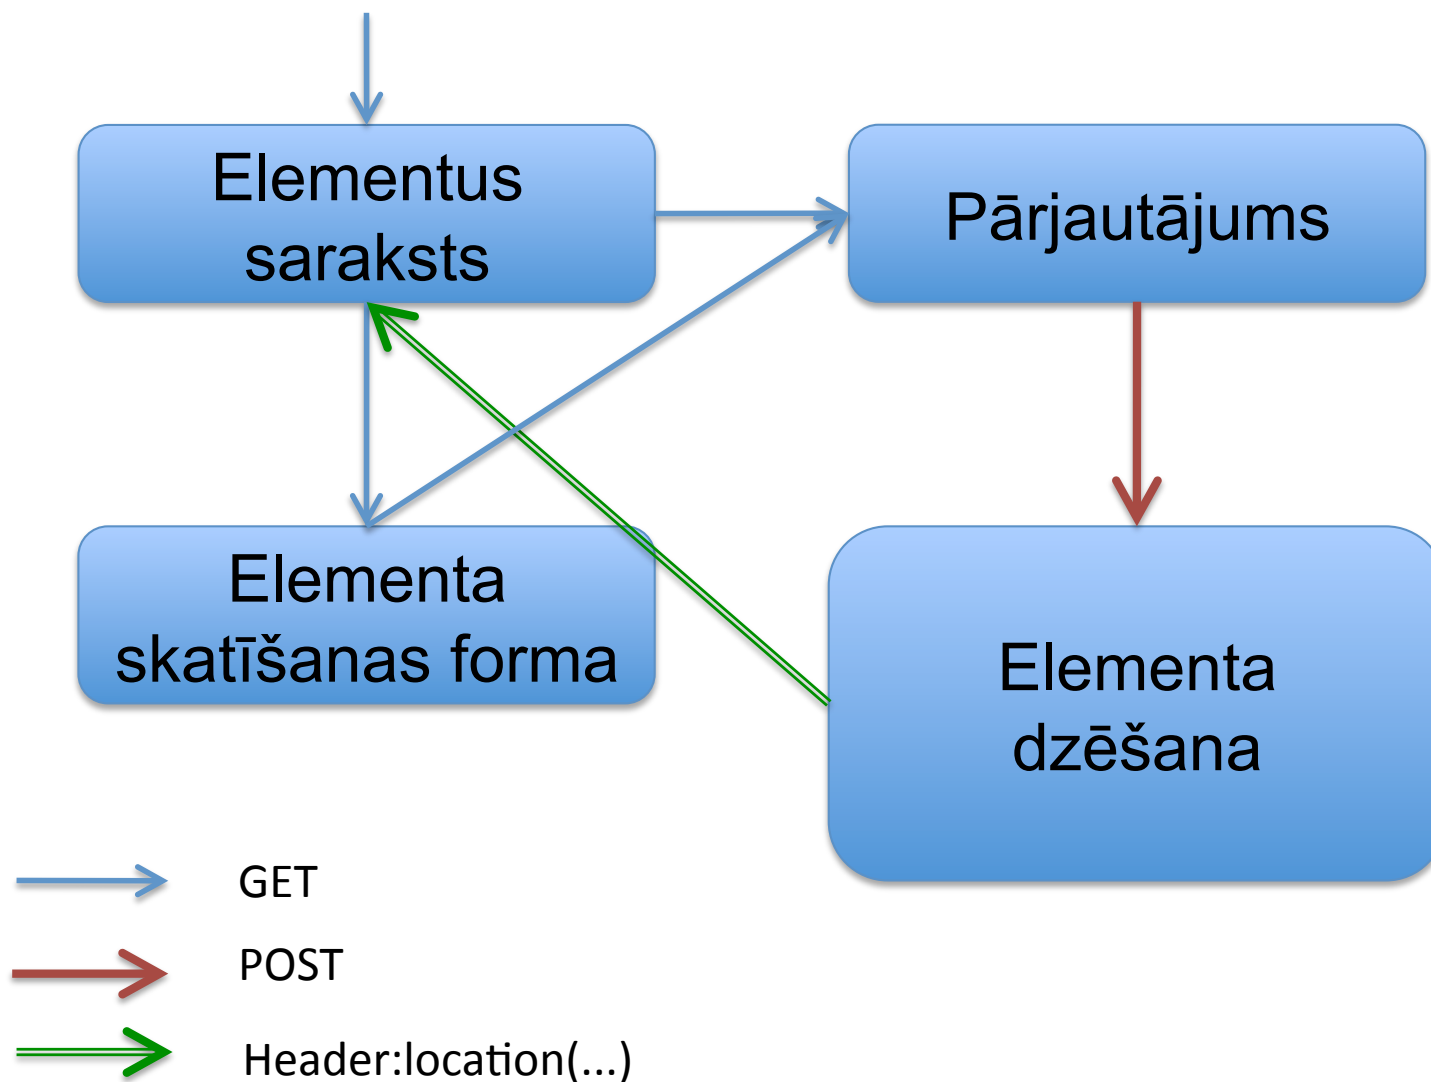 Elementus
saraksts
Pārjautājums
Elementa
skatīšanas forma
Elementa
dzēšana
GET
POST
Header:location(...)